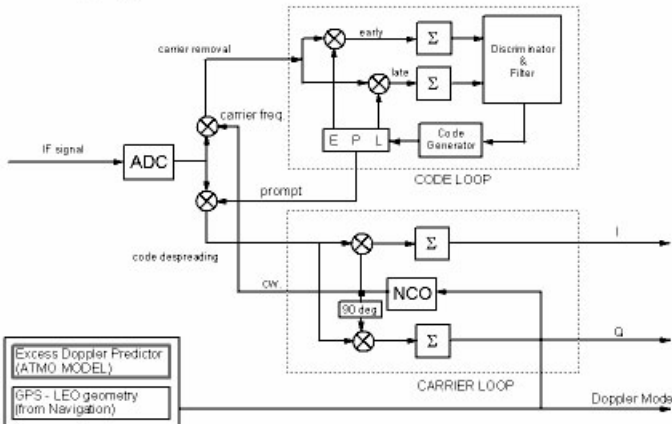 early
Σ
Discriminator
&
Filter
carrier removal
late
Σ
carrier freq
E P L
Code
Generator
IF signal
ADC
CODE LOOP
prompt
Σ
I
code despreading
cw
NCO
90 deg
Σ
Q
Excess Doppler Predictor
(ATMO MODEL)
CARRIER LOOP
GPS - LEO geometry
(from Navigation)
Doppler Mode